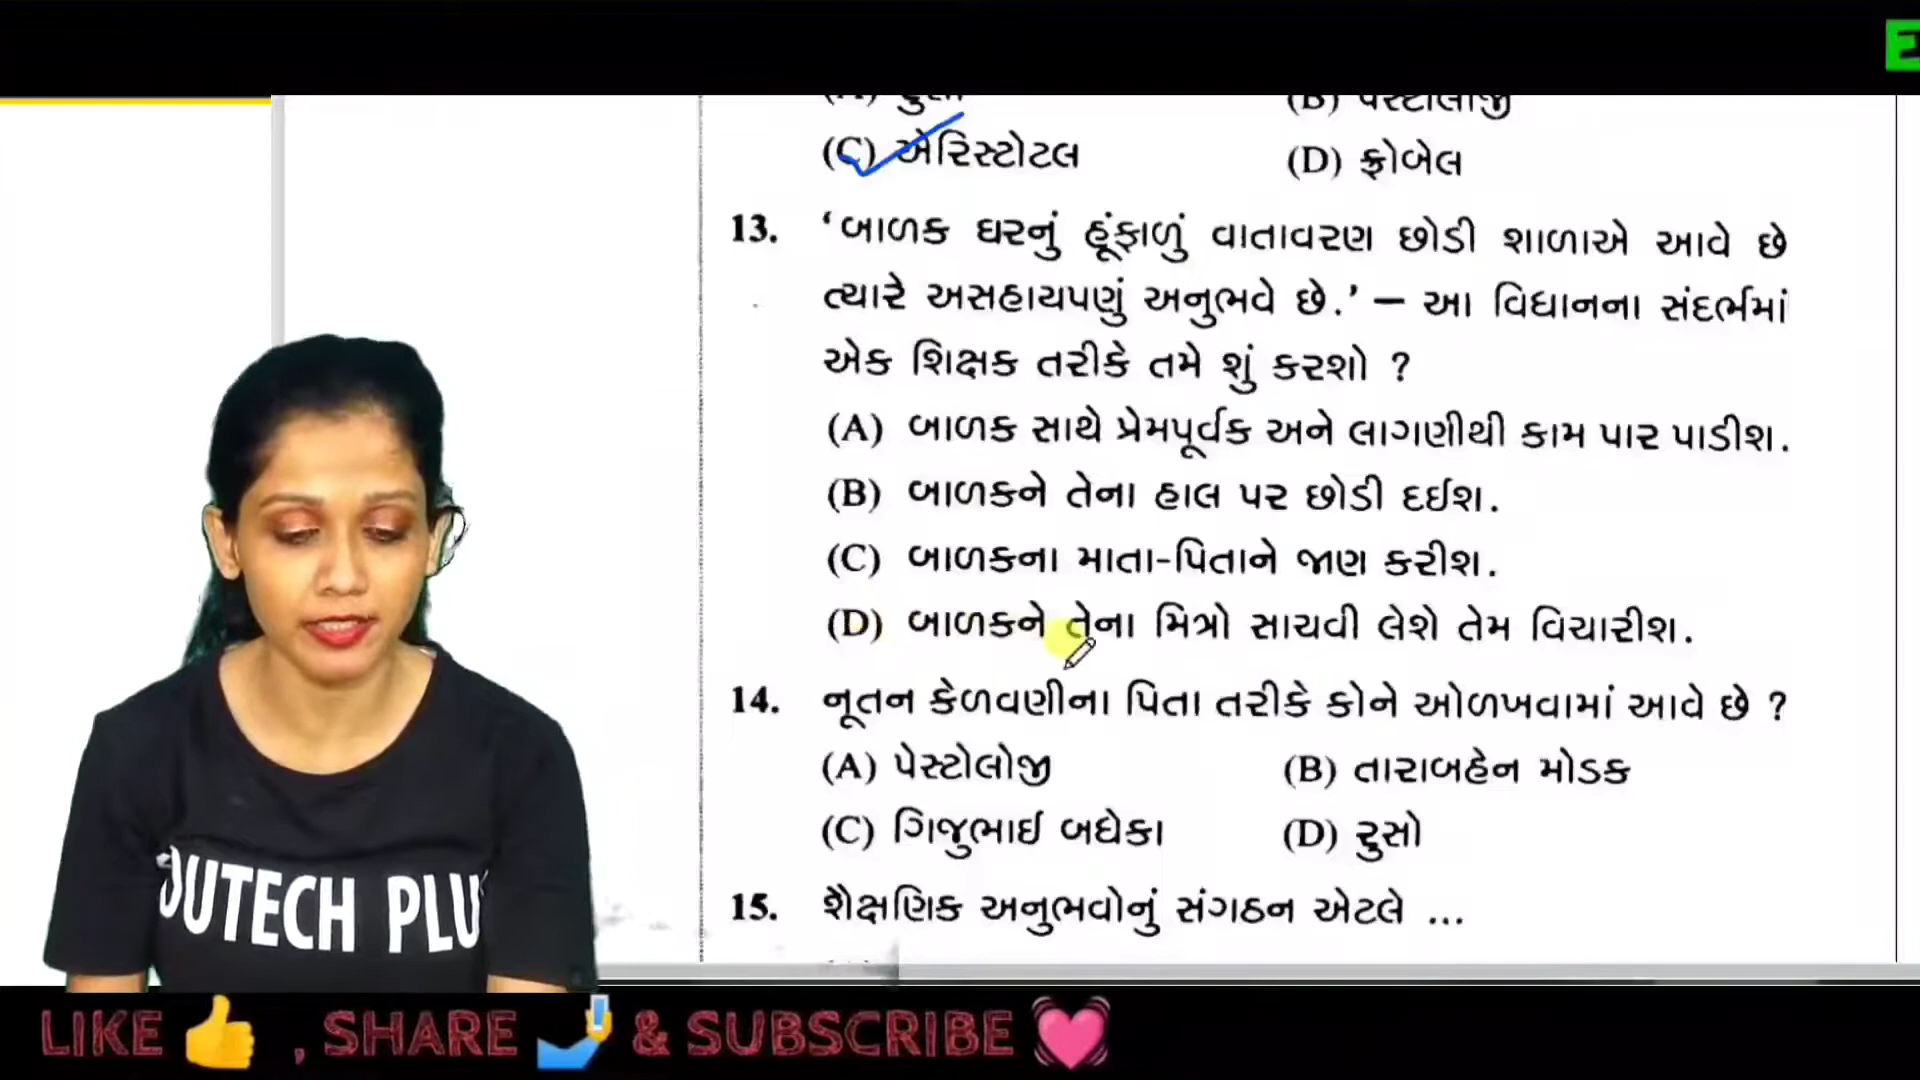 (C) એરિસ્ટોટલ
(D) ફ્રોબેલ
13. ‘બાળક ઘરનું હૂંફાળું વાતાવરણ છોડી શાળાએ આવે છે
ત્યારે અસહાયપણું અનુભવે છે.’ – આ વિધાનના સંદર્ભમાં
એક શિક્ષક તરીકે તમે શું કરશો ?
(A) બાળક સાથે પ્રેમપૂર્વક અને લાગણીથી કામ પાર પાડીશ.
(B) બાળકને તેના હાલ પર છોડી દઈશ.
(C) બાળકના માતા-પિતાને જાણ કરીશ.
(D) બાળકને તેના મિત્રો સાચવી લેશે તેમ વિચારીશ.
14. નૂતન કેળવણીના પિતા તરીકે કોને ઓળખવામાં આવે છે ?
(A) પેસ્ટોલોજી
(B) તારાબહેન મોડક
(C) ગિજુભાઈ બધેકા
(D) રુસો
15. શૈક્ષણિક અનુભવોનું સંગઠન એટલે ...
DUTECH PLU
LIKE 👍 , SHARE 🤳 & SUBSCRIBE 💓